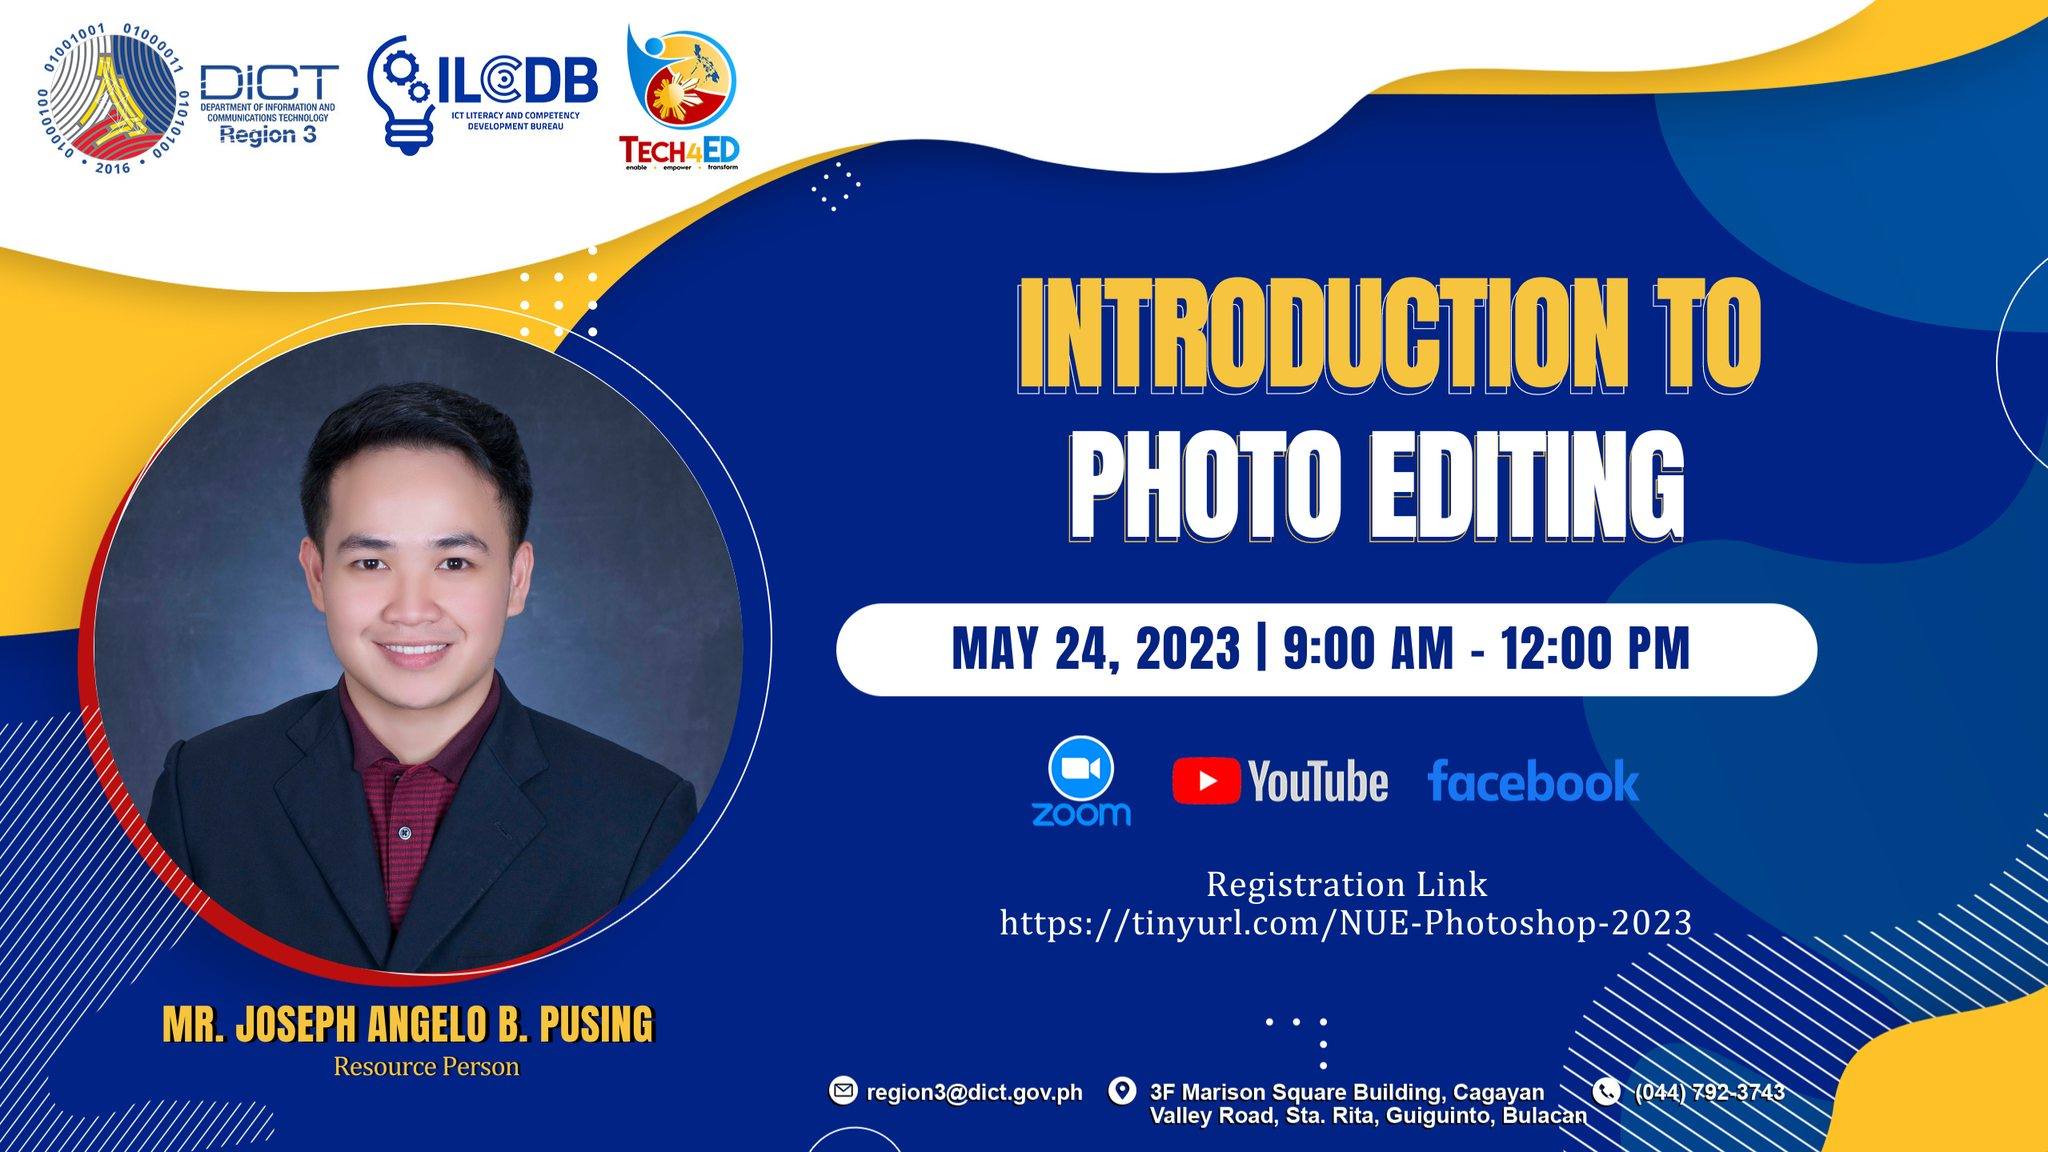 01000100 01001001 01000011 01010100
• 2016 •
DICT
DEPARTMENT OF INFORMATION AND
COMMUNICATIONS TECHNOLOGY
Region 3
ILCDB
ICT LITERACY AND COMPETENCY
DEVELOPMENT BUREAU
TECH4ED
enable • empower • transform
INTRODUCTION TO
PHOTO EDITING
MAY 24, 2023 | 9:00 AM - 12:00 PM
zoom
YouTube
facebook
Registration Link
https://tinyurl.com/NUE-Photoshop-2023
MR. JOSEPH ANGELO B. PUSING
Resource Person
region3@dict.gov.ph
3F Marison Square Building, Cagayan
Valley Road, Sta. Rita, Guiguinto, Bulacan
(044) 792-3743